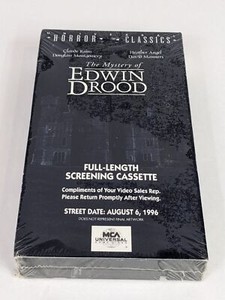 HORROR CLASSICS
Claude Rains Heather Angel
Douglass Montgomery David Manners
The Mystery of
EDWIN
DROOD
FULL-LENGTH
SCREENING CASSETTE
Compliments of Your Video Sales Rep.
Please Return Promptly After Viewing.
STREET DATE: AUGUST 6, 1996
MCA
UNIVERSAL